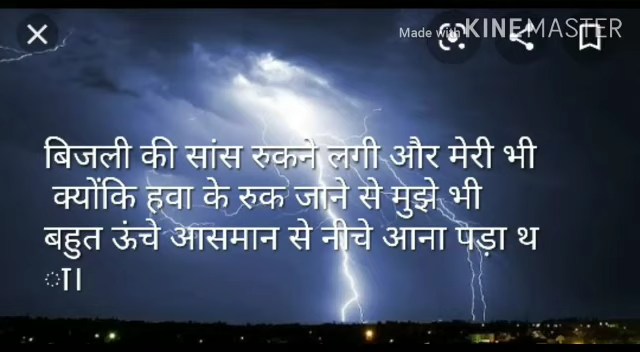 Made with KINEMASTER
बिजली की सांस रुकने लगी और मेरी भी
क्योंकि हवा के रुक जाने से मुझे भी
बहुत ऊंचे आसमान से नीचे आना पड़ा थ
ा।